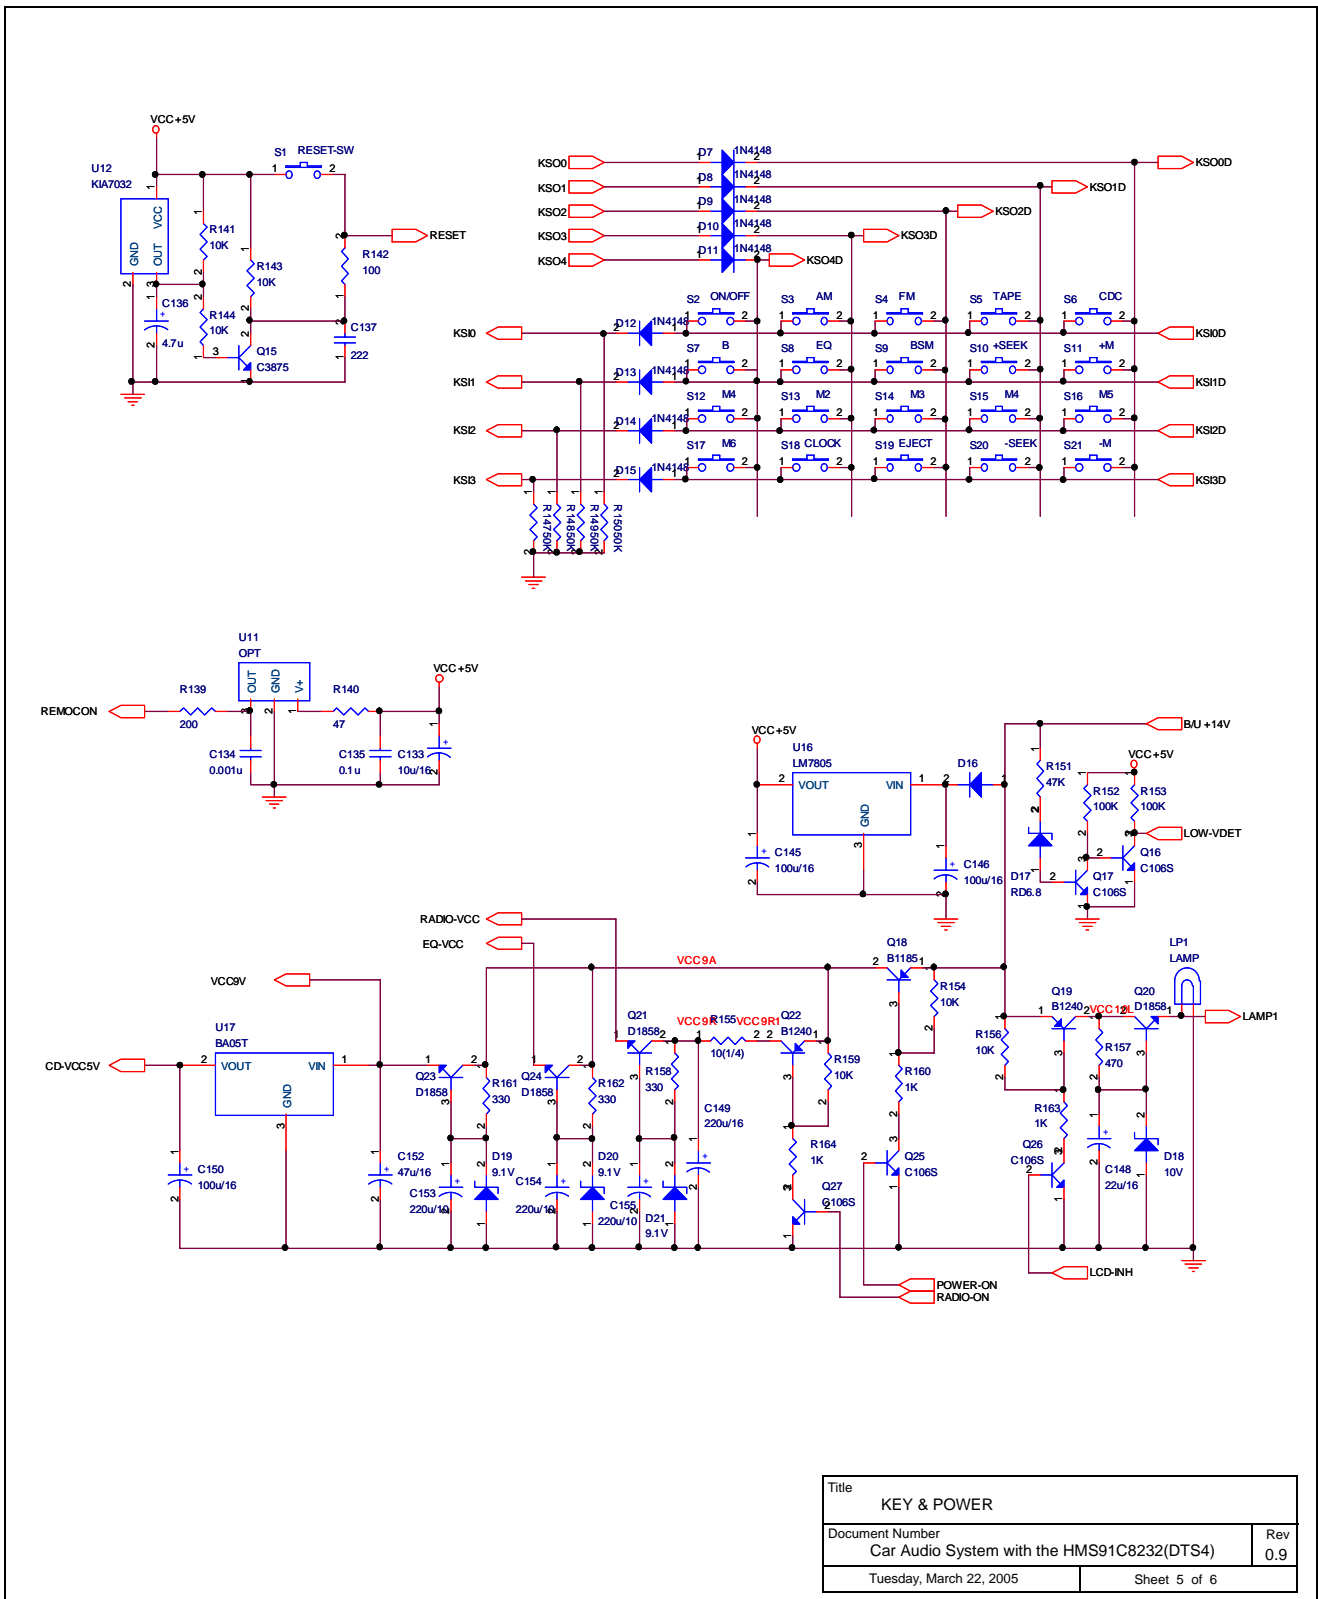 VCC+5V
U12
KIA7032
S1 RESET-SW
1 2
VCC
GND
OUT
R141
10K
R143
10K
R142
100
RESET
C136
4.7u
R144
10K
Q15
C3875
C137
222
KSO0 D7 1N4148 KSO0D
KSO1 D8 1N4148 KSO1D
KSO2 D9 1N4148 KSO2D
KSO3 D10 1N4148 KSO3D
KSO4 D11 1N4148 KSO4D
S2 ON/OFF S3 AM S4 FM S5 TAPE S6 CDC
KSI0 D12 1N4148 KSI0D
S7 B S8 EQ S9 BSM S10 +SEEK S11 +M
KSI1 D13 1N4148 KSI1D
S12 M4 S13 M2 S14 M3 S15 M4 S16 M5
KSI2 D14 1N4148 KSI2D
S17 M6 S18 CLOCK S19 EJECT S20 -SEEK S21 -M
KSI3 D15 1N4148 KSI3D
R147 50K
R148 50K
R149 50K
R150 50K
U11
OPT
OUT
GND
V+
VCC+5V
REMOCON
R139
200
R140
47
C134
0.001u
C135
0.1u
C133
10u/16
VCC+5V
U16
LM7805
VOUT VIN
GND
D16
B/U +14V
C145
100u/16
C146
100u/16
R151
47K
VCC+5V
R152
100K
R153
100K
LOW-VDET
D17
RD6.8
Q17
C106S
Q16
C106S
RADIO-VCC
EQ-VCC
VCC9V
VCC9A
Q18
B1185
R154
10K
LP1
LAMP
Q19
B1240
VCC10L
Q20
D1858
LAMP1
U17
BA05T
VOUT VIN
GND
CD-VCC5V
Q21
D1858
VCC9R
R155
10(1/4)
VCC9R1
Q22
B1240
R156
10K
R157
470
Q23
D1858
R161
330
Q24
D1858
R162
330
R158
330
R159
10K
R160
1K
C149
220u/16
R163
1K
R164
1K
Q25
C106S
Q26
C106S
C148
22u/16
D18
10V
C150
100u/16
C152
47u/16
C153
220u/10
D19
9.1V
C154
220u/10
D20
9.1V
C155
220u/10
D21
9.1V
Q27
C106S
POWER-ON
RADIO-ON
LCD-INH
Title
KEY & POWER
Document Number
Car Audio System with the HMS91C8232(DTS4)
Rev
0.9
Tuesday, March 22, 2005
Sheet 5 of 6